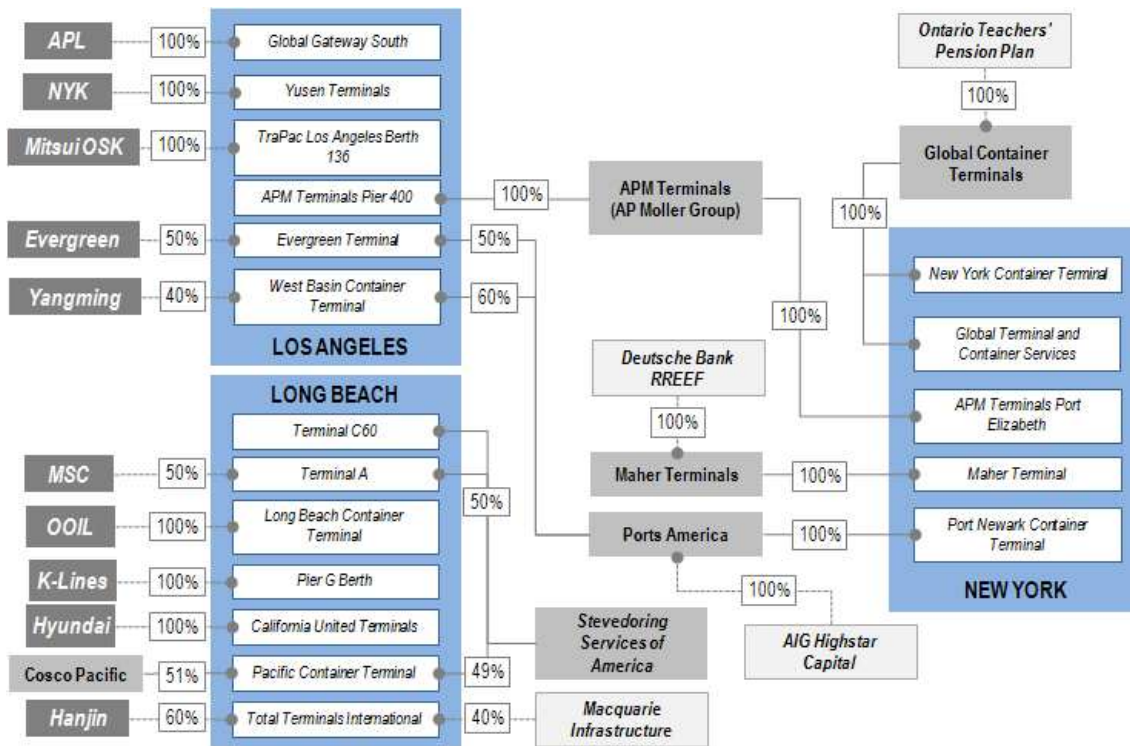 APL
100%
Global Gateway South
NYK
100%
Yusen Terminals
Mitsui OSK
100%
TraPac Los Angeles Berth
136
APM Terminals Pier 400
100%
Evergreen
50%
Evergreen Terminal
50%
Yangming
40%
West Basin Container
Terminal
60%
LOS ANGELES
LONG BEACH
Terminal C60
MSC
50%
Terminal A
50%
OOIL
100%
Long Beach Container
Terminal
K-Lines
100%
Pier G Berth
Hyundai
100%
California United Terminals
Cosco Pacific
51%
Pacific Container Terminal
49%
Hanjin
60%
Total Terminals International
40%
APM Terminals
(AP Moller Group)
100%
Deutsche Bank
RREEF
100%
Maher Terminals
100%
Ports America
100%
100%
AIG Highstar
Capital
Stevedoring
Services of
America
Macquarie
Infrastructure
Ontario Teachers'
Pension Plan
100%
Global Container
Terminals
100%
New York Container Terminal
Global Terminal and
Container Services
APM Terminals Port
Elizabeth
Maher Terminal
Port Newark Container
Terminal
NEW YORK